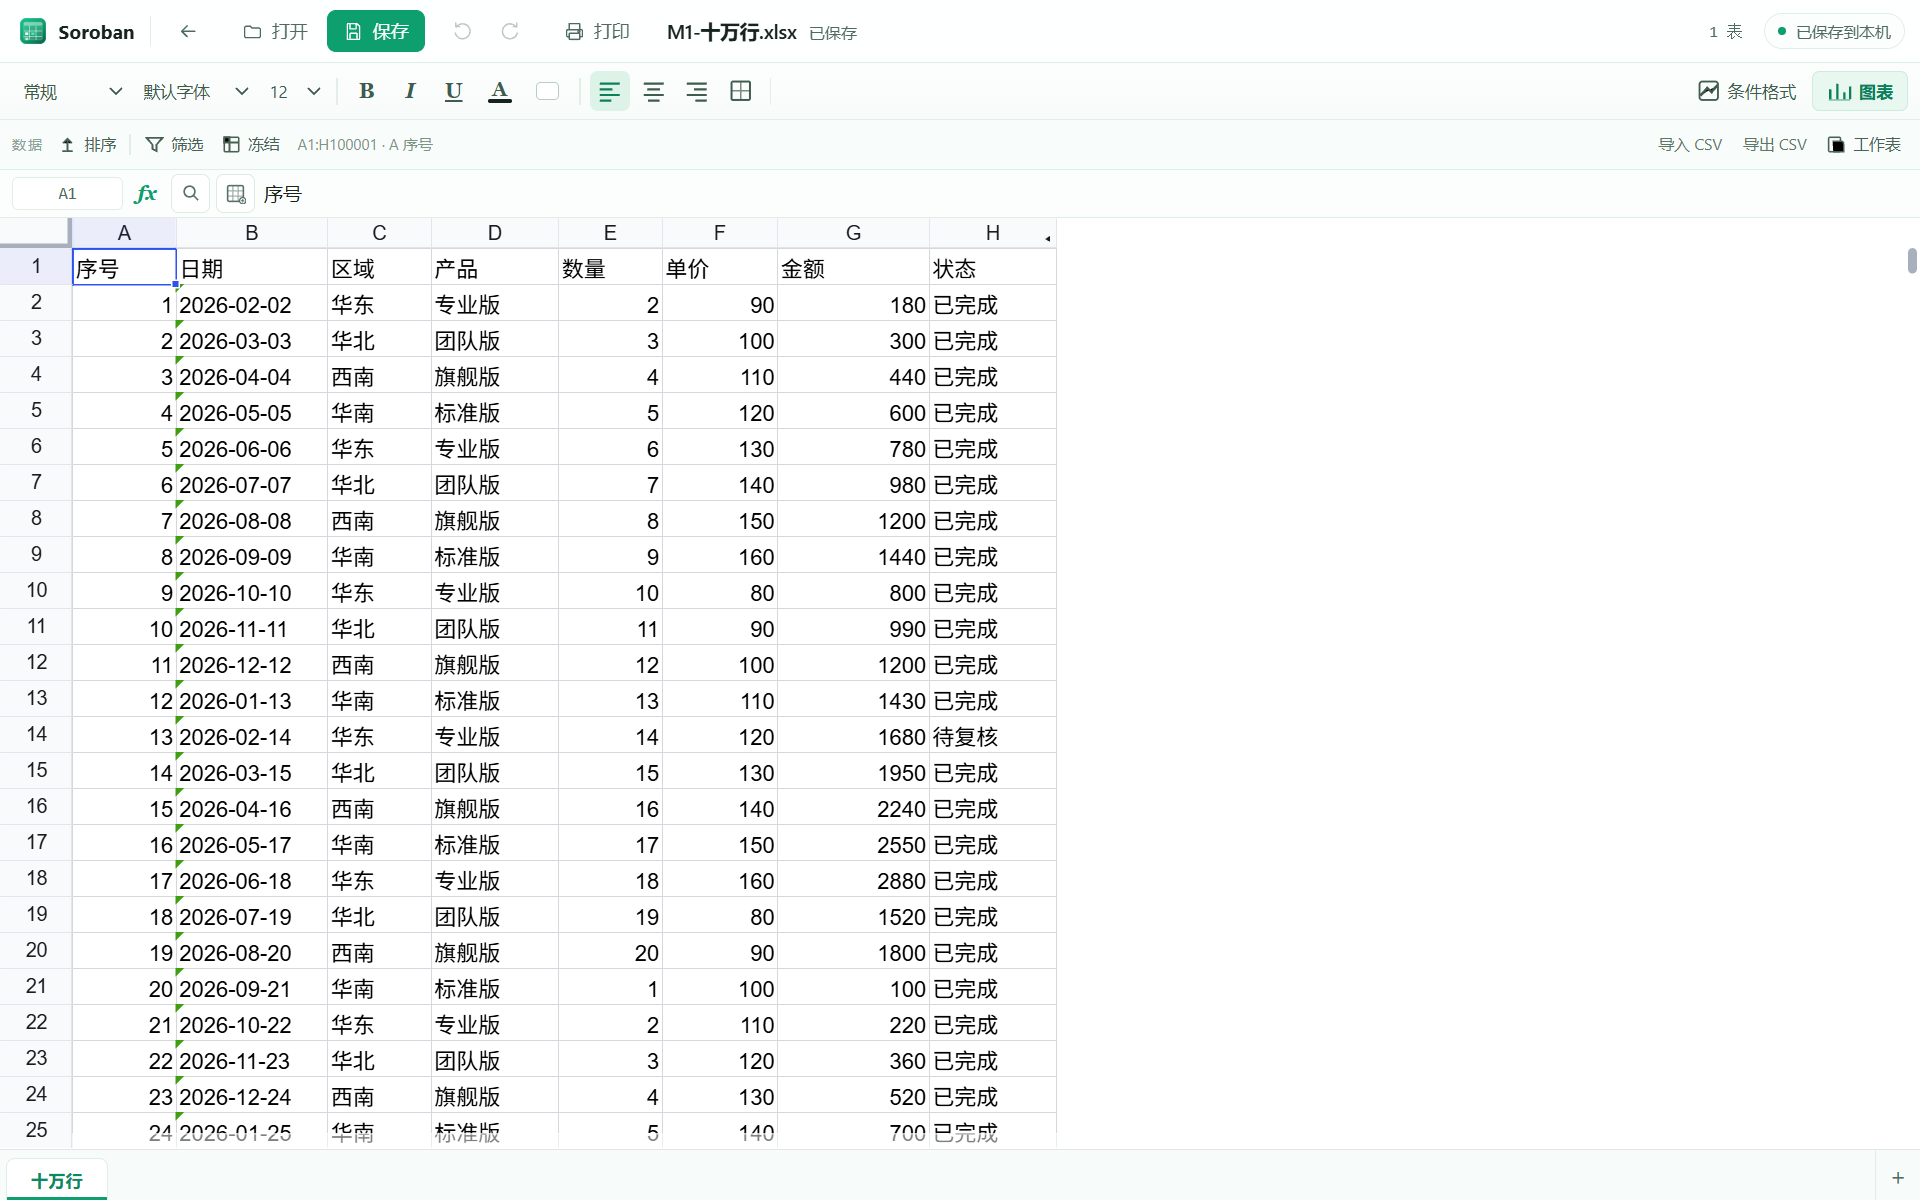 Soroban 打开 保存 打印 M1-十万行.xlsx 已保存 1 表 已保存到本机
常规 默认字体 12 B I U A 条件格式 图表
数据 排序 筛选 冻结 A1:H100001 · A 序号 导入 CSV 导出 CSV 工作表
A1 fx 序号
A B C D E F G H
1 序号 日期 区域 产品 数量 单价 金额 状态
2 1 2026-02-02 华东 专业版 2 90 180 已完成
3 2 2026-03-03 华北 团队版 3 100 300 已完成
4 3 2026-04-04 西南 旗舰版 4 110 440 已完成
5 4 2026-05-05 华南 标准版 5 120 600 已完成
6 5 2026-06-06 华东 专业版 6 130 780 已完成
7 6 2026-07-07 华北 团队版 7 140 980 已完成
8 7 2026-08-08 西南 旗舰版 8 150 1200 已完成
9 8 2026-09-09 华南 标准版 9 160 1440 已完成
10 9 2026-10-10 华东 专业版 10 80 800 已完成
11 10 2026-11-11 华北 团队版 11 90 990 已完成
12 11 2026-12-12 西南 旗舰版 12 100 1200 已完成
13 12 2026-01-13 华南 标准版 13 110 1430 已完成
14 13 2026-02-14 华东 专业版 14 120 1680 待复核
15 14 2026-03-15 华北 团队版 15 130 1950 已完成
16 15 2026-04-16 西南 旗舰版 16 140 2240 已完成
17 16 2026-05-17 华南 标准版 17 150 2550 已完成
18 17 2026-06-18 华东 专业版 18 160 2880 已完成
19 18 2026-07-19 华北 团队版 19 80 1520 已完成
20 19 2026-08-20 西南 旗舰版 20 90 1800 已完成
21 20 2026-09-21 华南 标准版 1 100 100 已完成
22 21 2026-10-22 华东 专业版 2 110 220 已完成
23 22 2026-11-23 华北 团队版 3 120 360 已完成
24 23 2026-12-24 西南 旗舰版 4 130 520 已完成
25 24 2026-01-25 华南 标准版 5 140 700 已完成
十万行 +